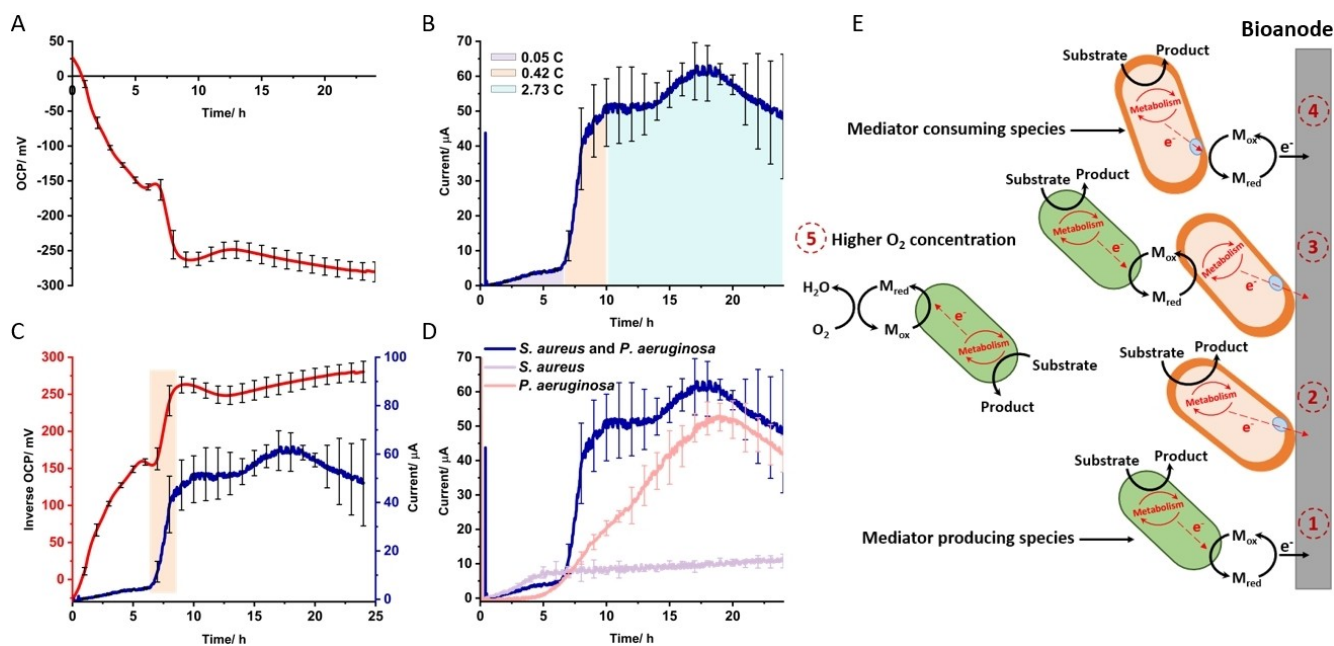 A
50
0
-50
-100
-150
-200
-250
-300
OCP/ mV
0 5 10 15 20
Time/ h
B
70
60
50
40
30
20
10
0
Current/ µA
0.05 C
0.42 C
2.73 C
0 5 10 15 20
Time/ h
C
300
250
200
150
100
50
0
Inverse OCP/ mV
100
80
60
40
20
0
Current/ µA
0 5 10 15 20 25
Time/ h
D
S. aureus and P. aeruginosa
S. aureus
P. aeruginosa
70
60
50
40
30
20
10
0
Current/ µA
0 5 10 15 20
Time/ h
E
Bioanode
Substrate
Product
Metabolism
e-
Mediator consuming species
Mox
Mred
e-
4
Substrate
Product
Metabolism
e-
Mox
Mred
Metabolism
e-
3
5 Higher O2 concentration
H2O
O2
Mred
Mox
e-
Metabolism
Substrate
Product
Substrate
Product
Metabolism
e-
2
Substrate
Product
Metabolism
e-
Mediator producing species
Mox
Mred
e-
1